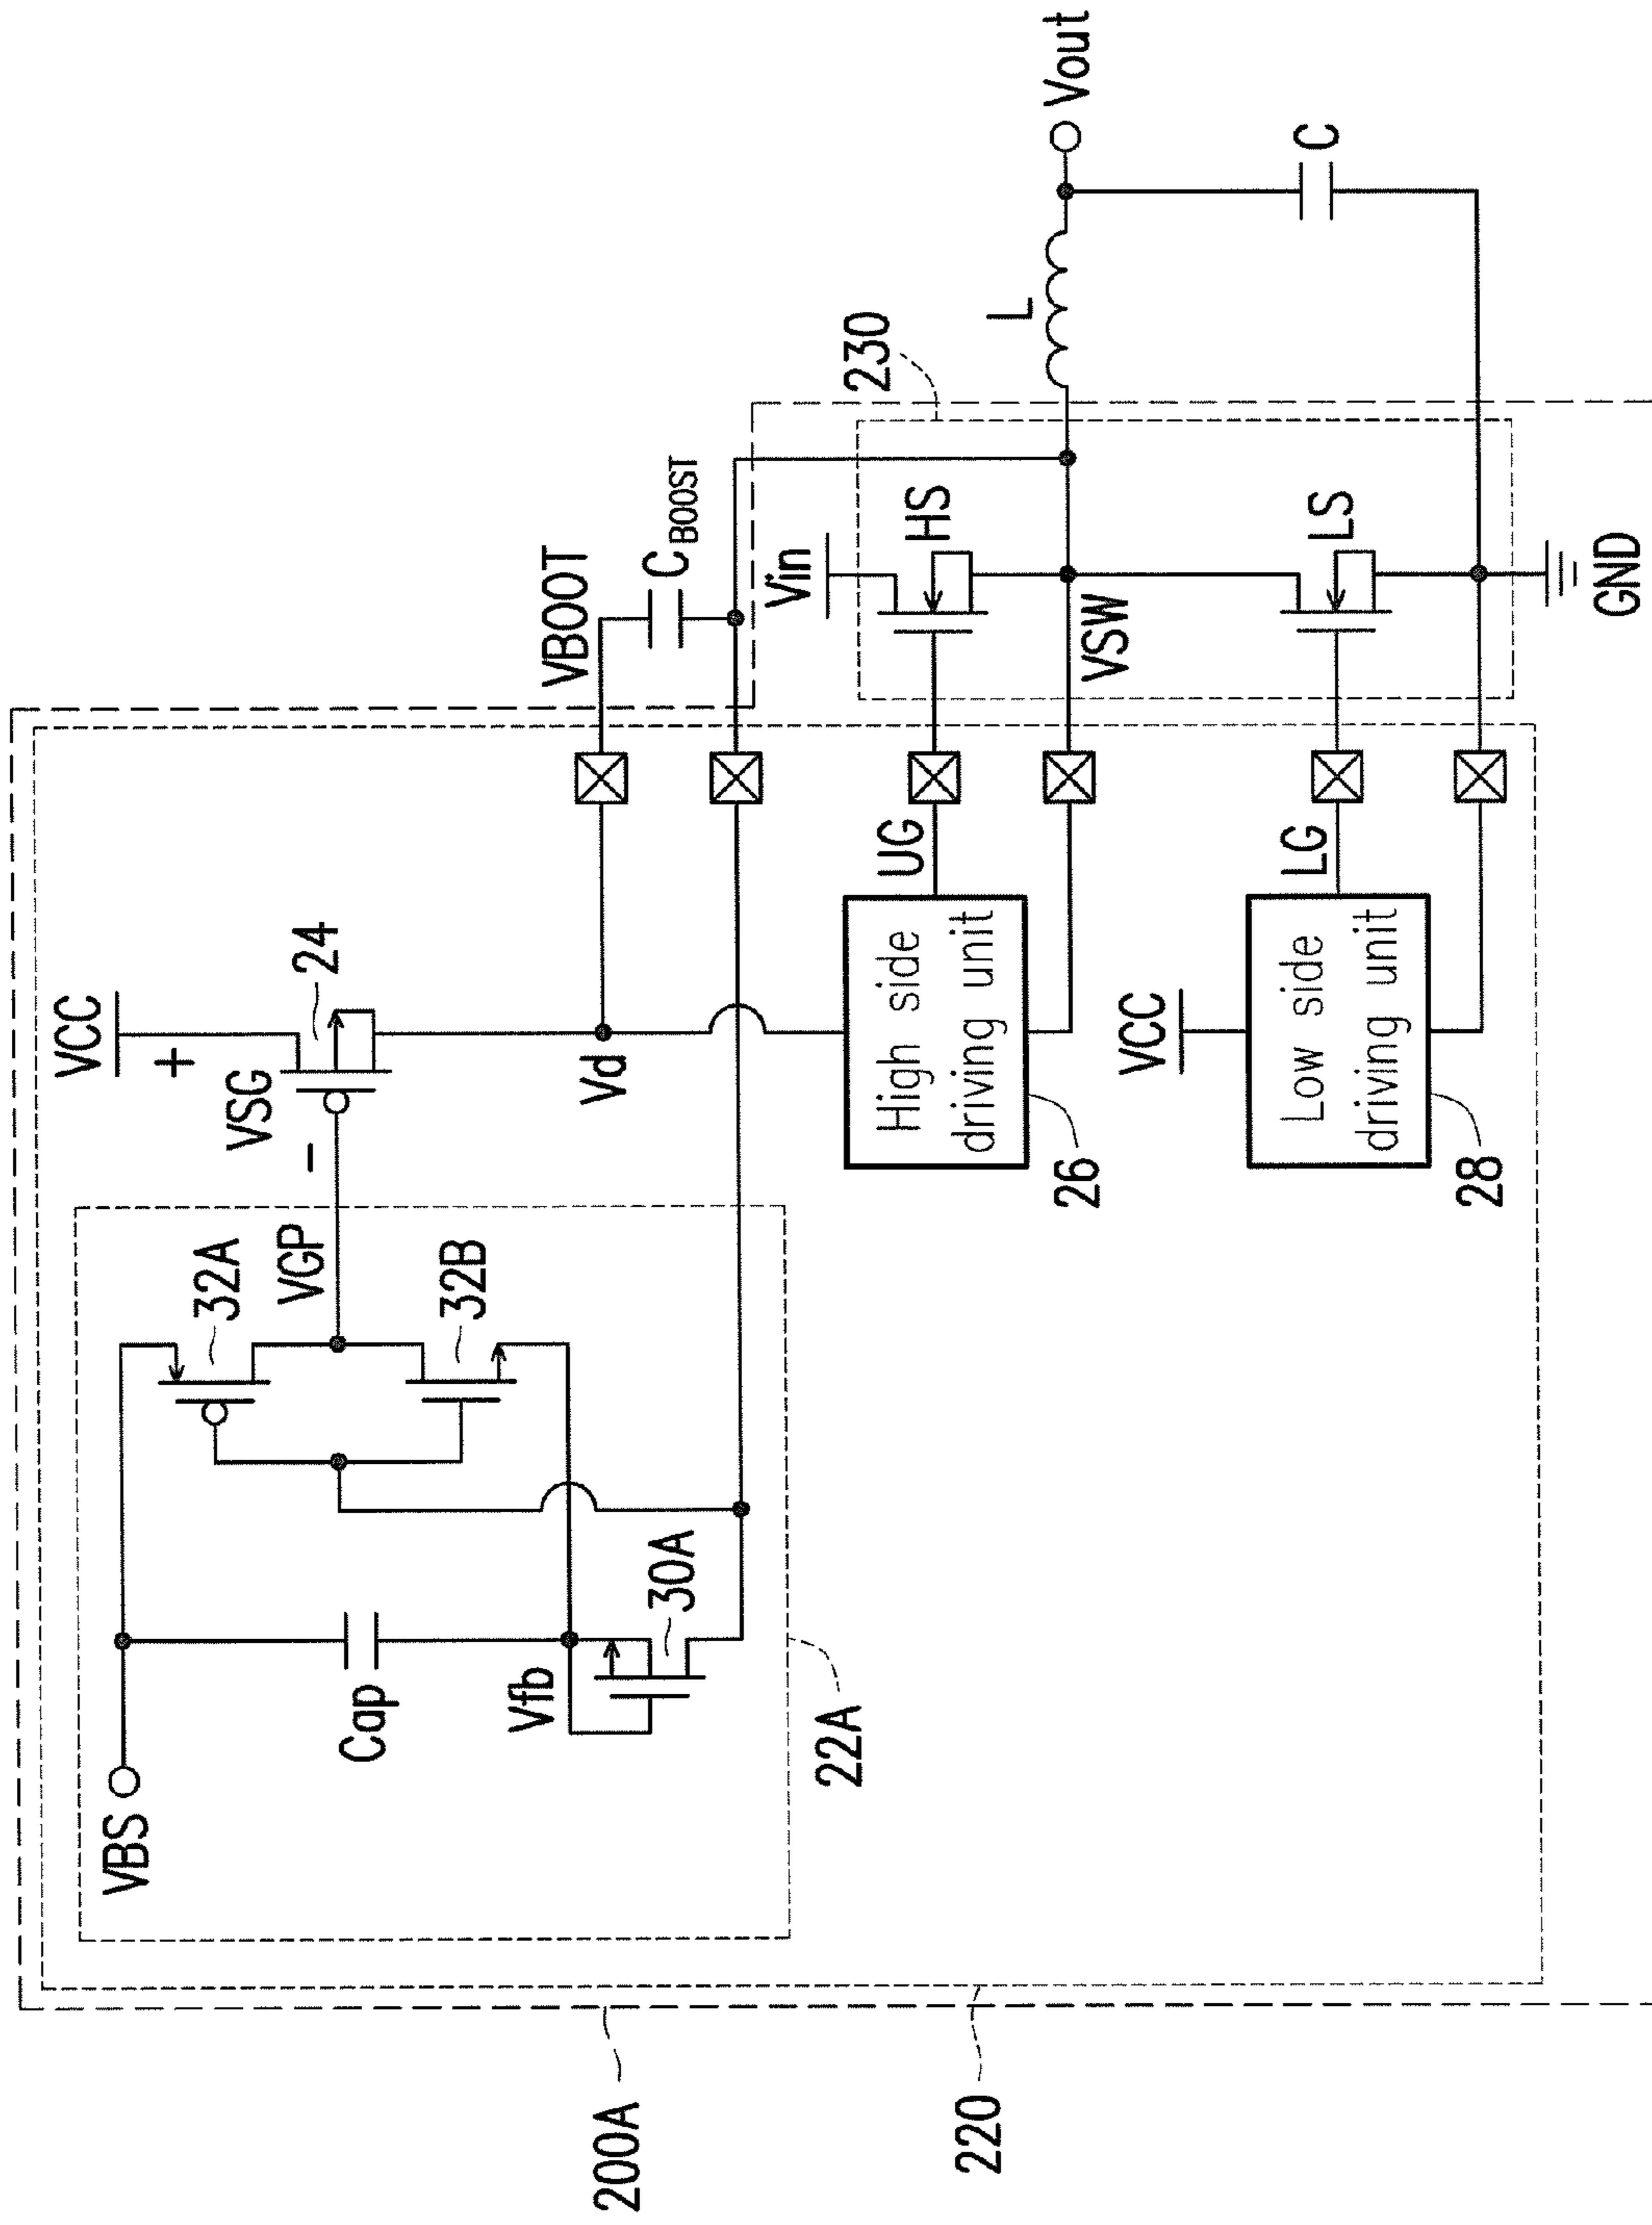 200A
220
VBS
Cap
Vfb
30A
22A
32A
32B
VGP
VCC
+
VSG
−
24
Vd
VBOOT
CBOOST
High side
driving unit
26
UG
Vin
HS
230
VSW
L
Vout
C
VCC
Low side
driving unit
28
LG
LS
GND